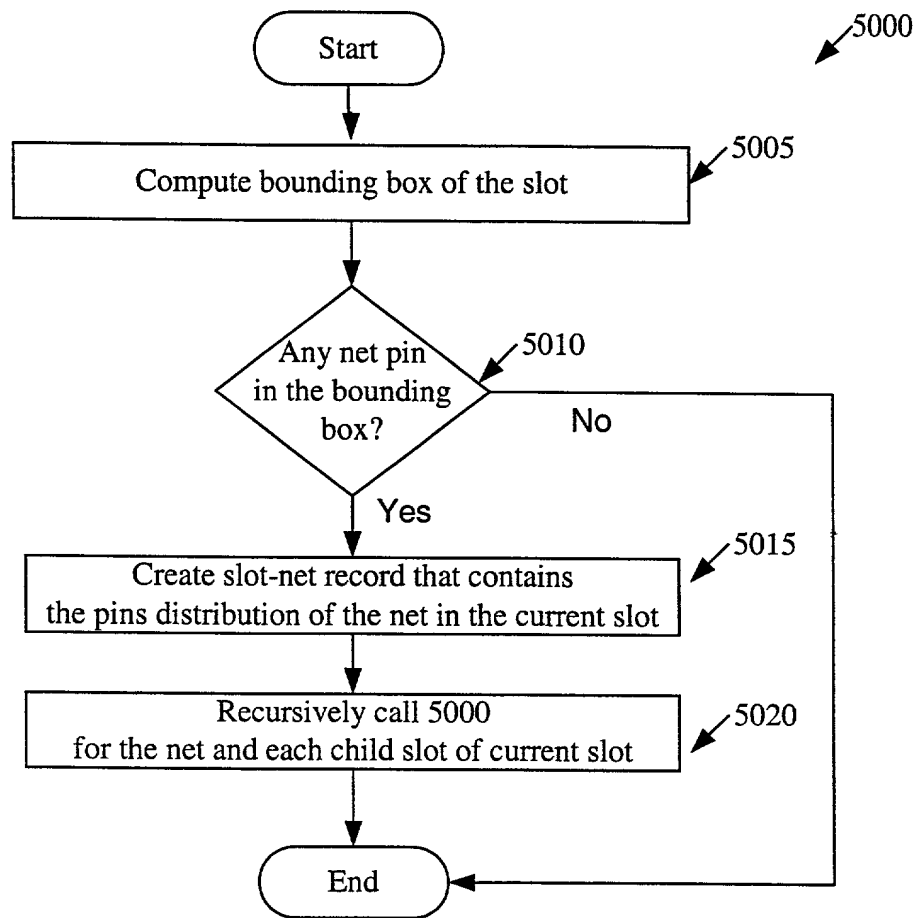 5000
Start
5005
Compute bounding box of the slot
5010
Any net pin
in the bounding
box?
No
Yes
5015
Create slot-net record that contains
the pins distribution of the net in the current slot
5020
Recursively call 5000
for the net and each child slot of current slot
End